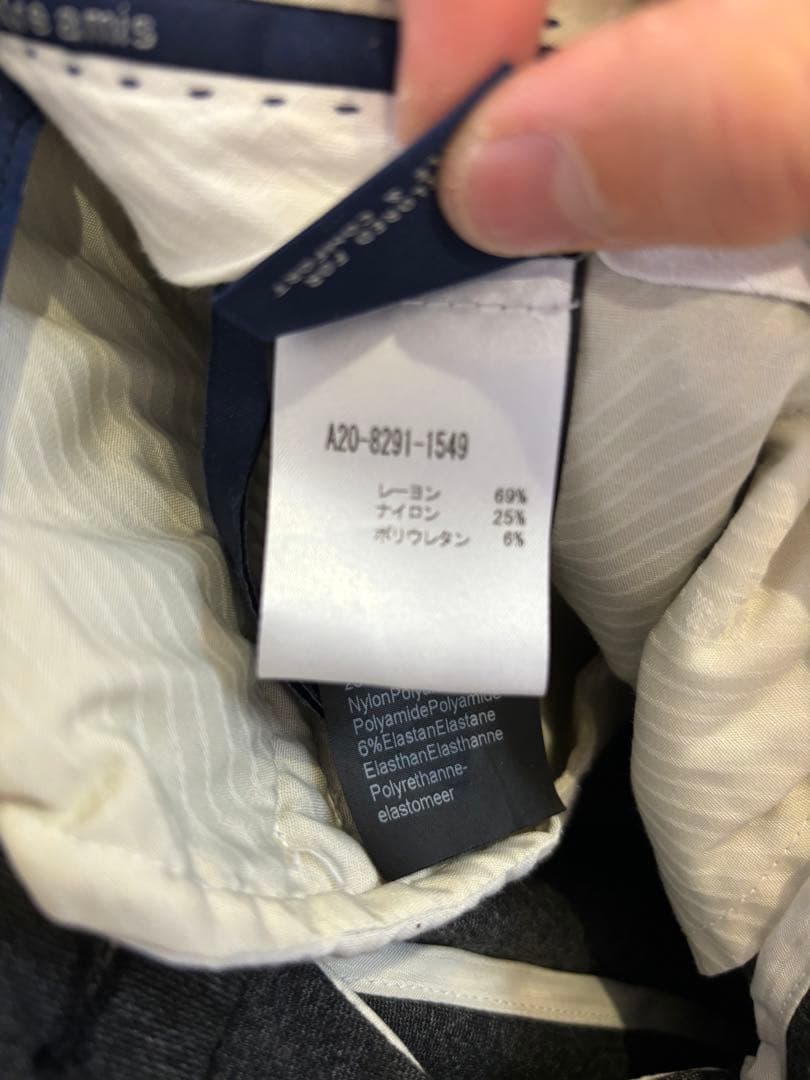 amis
COMFORT
A20-8291-1549
レーヨン 69%
ナイロン 25%
ポリウレタン 6%
PolyamidePolyamide
6%ElastanElastane
ElasthanElasthanne
Polyrethanne-
elastomeer